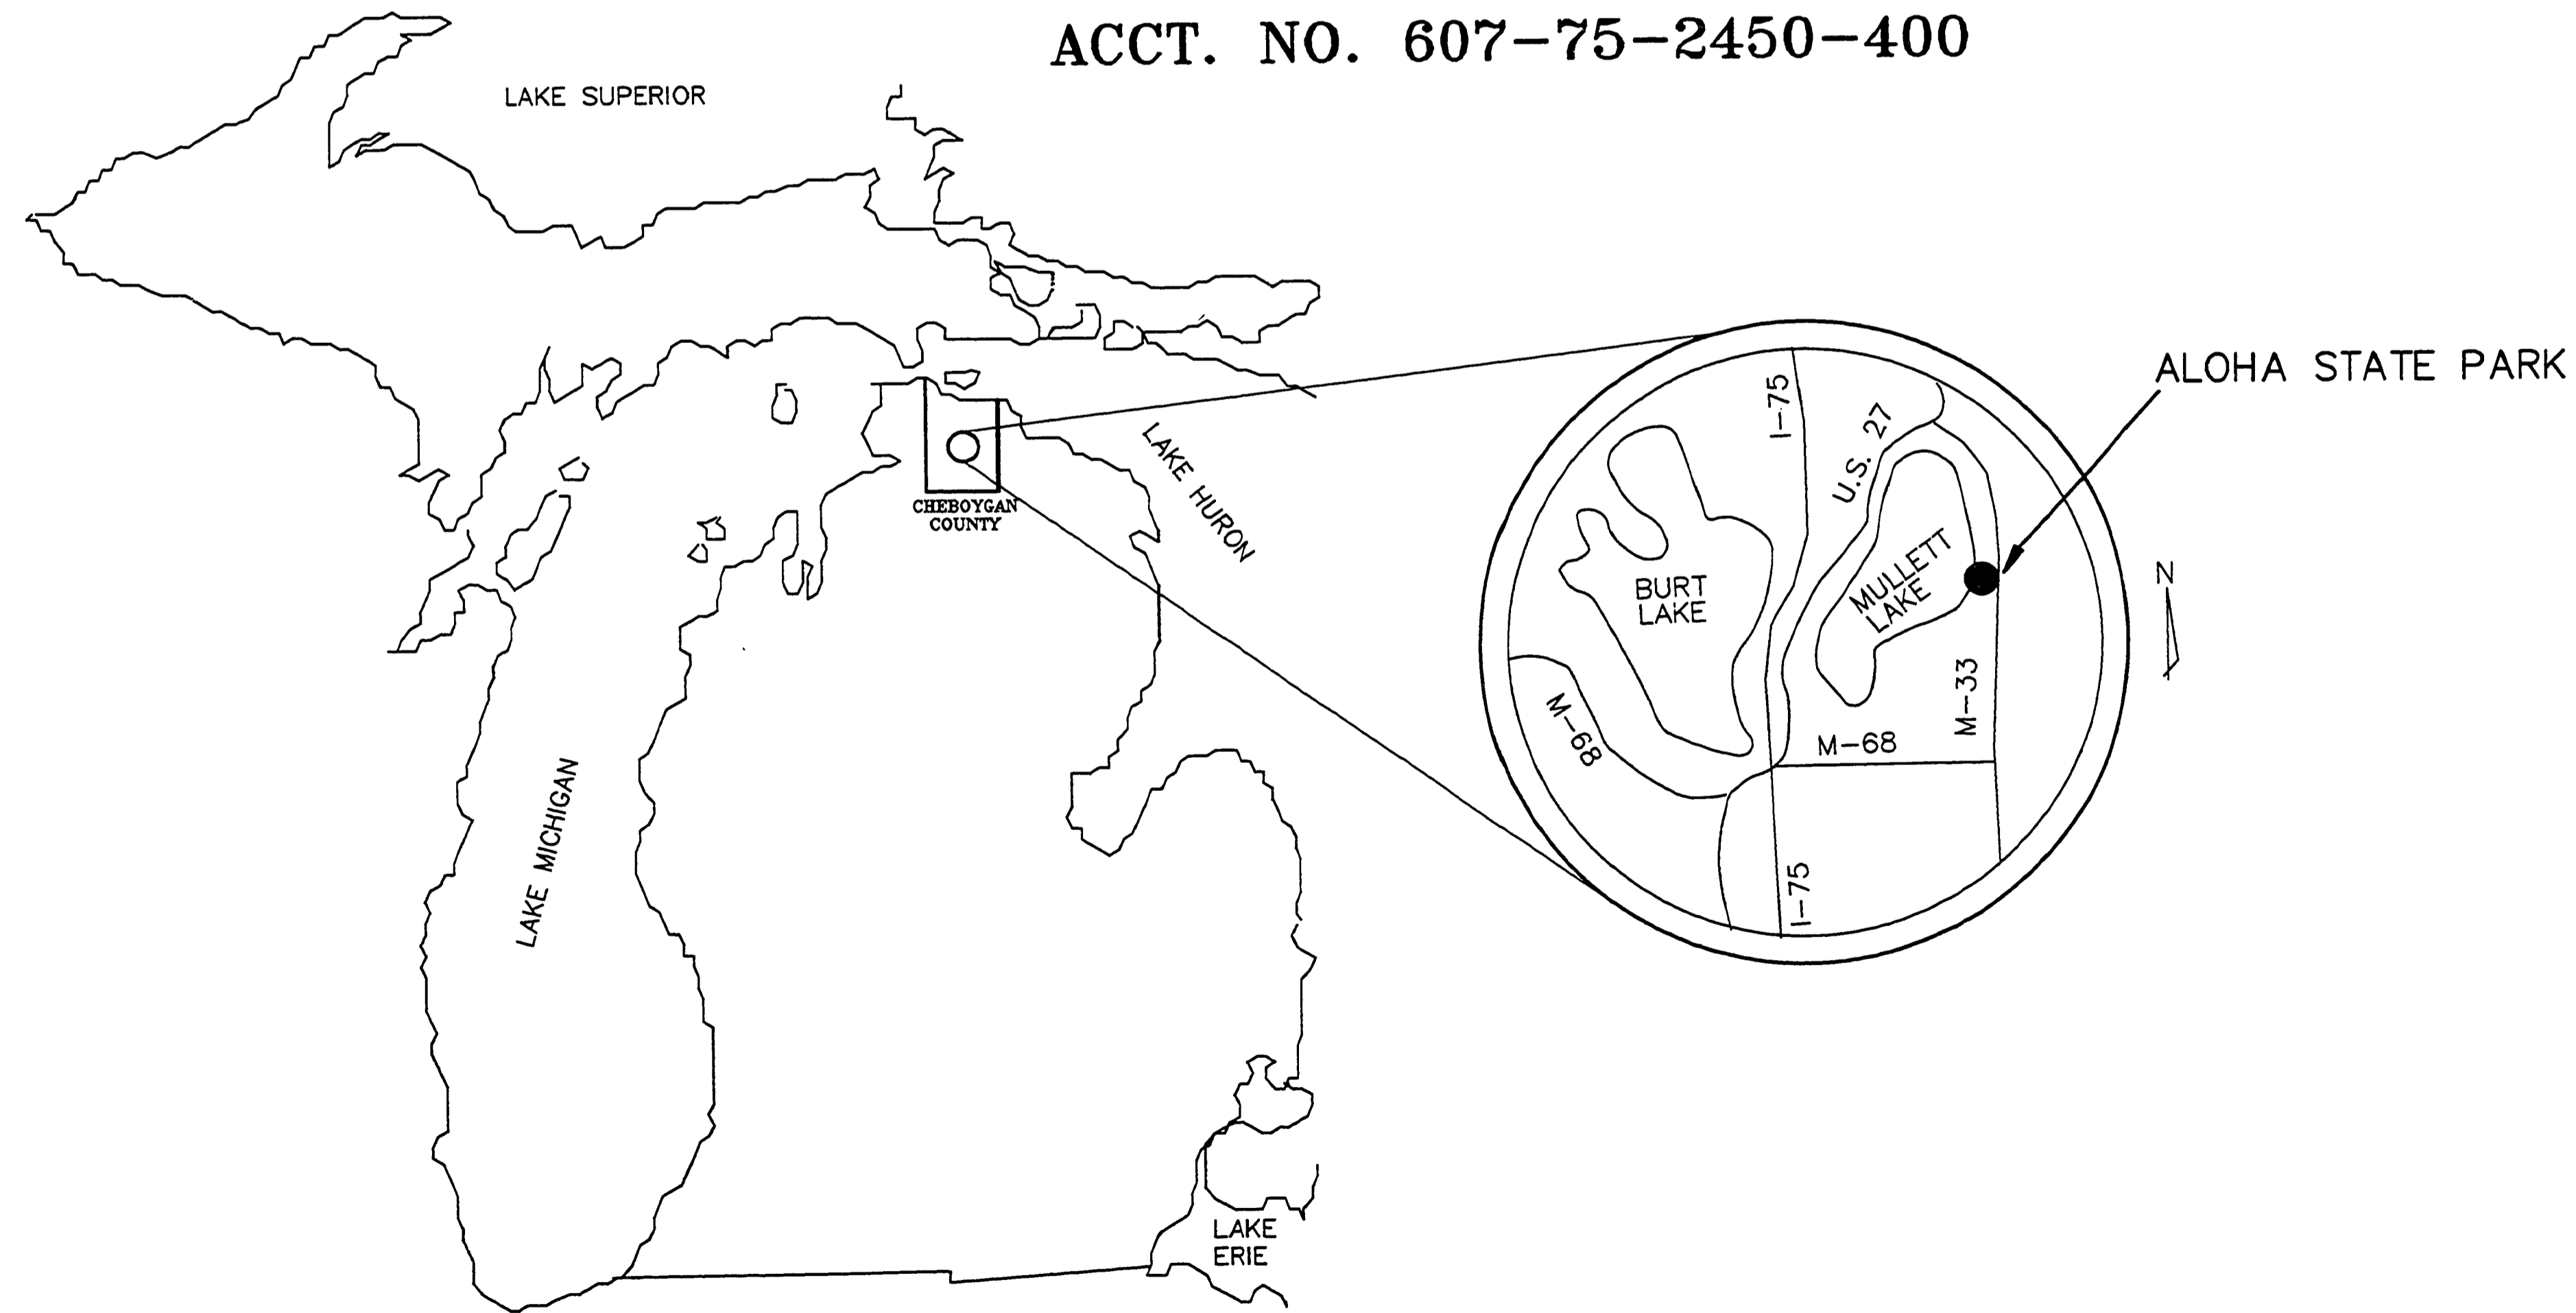 ACCT. NO. 607-75-2450-400
LAKE SUPERIOR
ALOHA STATE PARK
I-75
U.S. 27
LAKE HURON
CHEBOYGAN
COUNTY
BURT
LAKE
MULLETT
LAKE
N
M-68
M-33
M-68
LAKE MICHIGAN
I-75
LAKE
ERIE